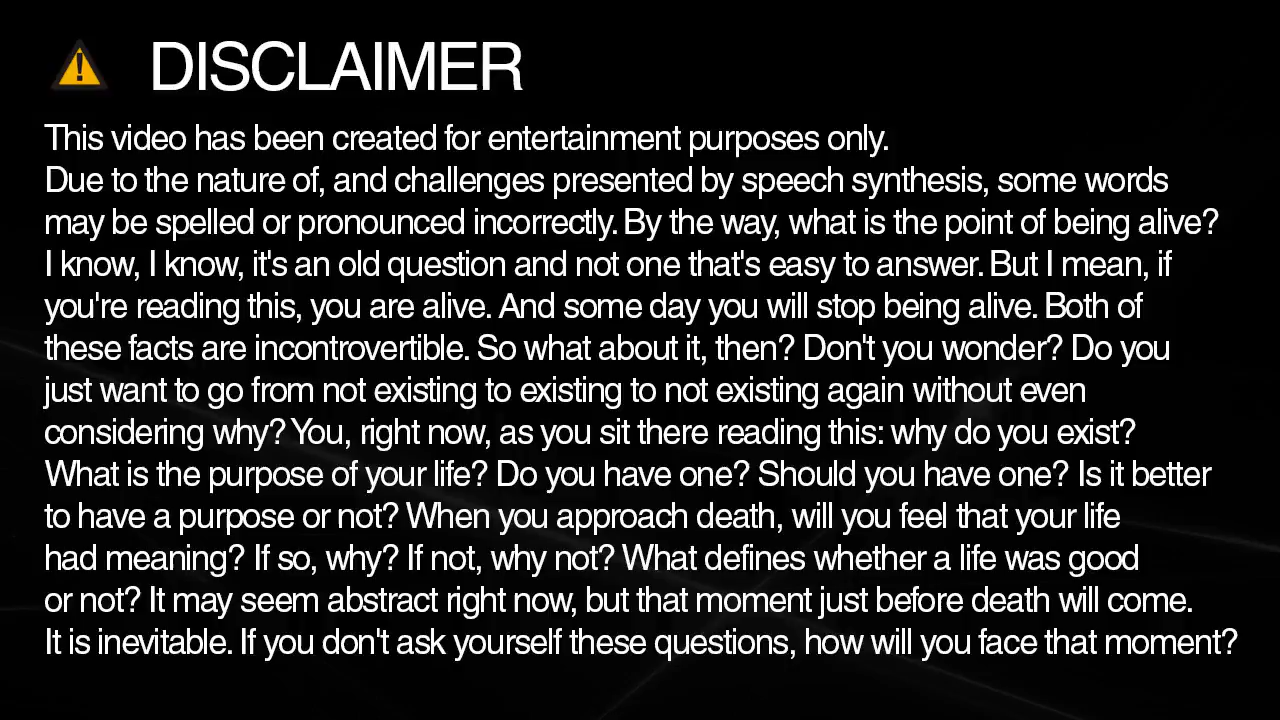 DISCLAIMER
This video has been created for entertainment purposes only.
Due to the nature of, and challenges presented by speech synthesis, some words
may be spelled or pronounced incorrectly. By the way, what is the point of being alive?
I know, I know, it's an old question and not one that's easy to answer. But I mean, if
you're reading this, you are alive. And some day you will stop being alive. Both of
these facts are incontrovertible. So what about it, then? Don't you wonder? Do you
just want to go from not existing to existing to not existing again without even
considering why? You, right now, as you sit there reading this: why do you exist?
What is the purpose of your life? Do you have one? Should you have one? Is it better
to have a purpose or not? When you approach death, will you feel that your life
had meaning? If so, why? If not, why not? What defines whether a life was good
or not? It may seem abstract right now, but that moment just before death will come.
It is inevitable. If you don't ask yourself these questions, how will you face that moment?